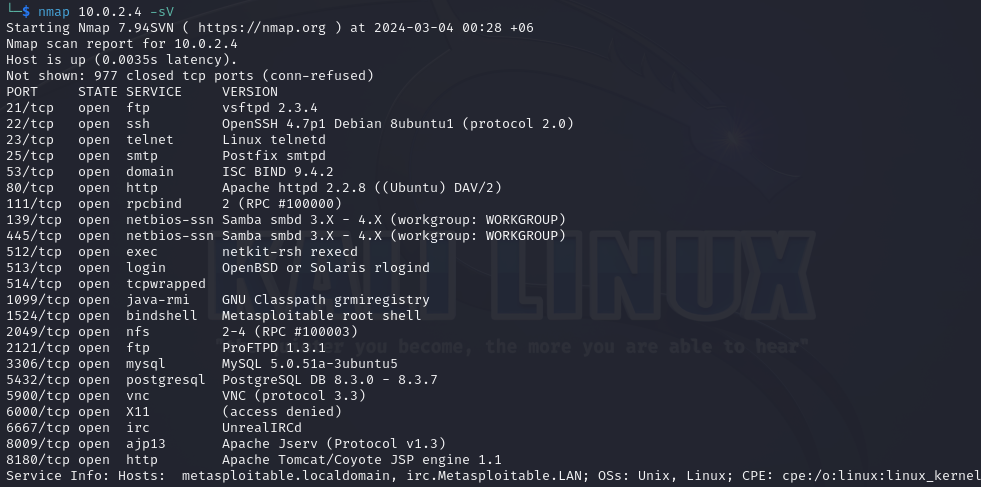 └─$ nmap 10.0.2.4 -sV
Starting Nmap 7.94SVN ( https://nmap.org ) at 2024-03-04 00:28 +06
Nmap scan report for 10.0.2.4
Host is up (0.0035s latency).
Not shown: 977 closed tcp ports (conn-refused)
PORT     STATE SERVICE     VERSION
21/tcp   open  ftp         vsftpd 2.3.4
22/tcp   open  ssh         OpenSSH 4.7p1 Debian 8ubuntu1 (protocol 2.0)
23/tcp   open  telnet      Linux telnetd
25/tcp   open  smtp        Postfix smtpd
53/tcp   open  domain      ISC BIND 9.4.2
80/tcp   open  http        Apache httpd 2.2.8 ((Ubuntu) DAV/2)
111/tcp  open  rpcbind     2 (RPC #100000)
139/tcp  open  netbios-ssn Samba smbd 3.X - 4.X (workgroup: WORKGROUP)
445/tcp  open  netbios-ssn Samba smbd 3.X - 4.X (workgroup: WORKGROUP)
512/tcp  open  exec        netkit-rsh rexecd
513/tcp  open  login       OpenBSD or Solaris rlogind
514/tcp  open  tcpwrapped
1099/tcp open  java-rmi    GNU Classpath grmiregistry
1524/tcp open  bindshell   Metasploitable root shell
2049/tcp open  nfs         2-4 (RPC #100003)
2121/tcp open  ftp         ProFTPD 1.3.1
3306/tcp open  mysql       MySQL 5.0.51a-3ubuntu5
5432/tcp open  postgresql  PostgreSQL DB 8.3.0 - 8.3.7
5900/tcp open  vnc         VNC (protocol 3.3)
6000/tcp open  X11         (access denied)
6667/tcp open  irc         UnrealIRCd
8009/tcp open  ajp13       Apache Jserv (Protocol v1.3)
8180/tcp open  http        Apache Tomcat/Coyote JSP engine 1.1
Service Info: Hosts:  metasploitable.localdomain, irc.Metasploitable.LAN; OSs: Unix, Linux; CPE: cpe:/o:linux:linux_kernel
KALI LINUX
you become, the more you are able to hear"